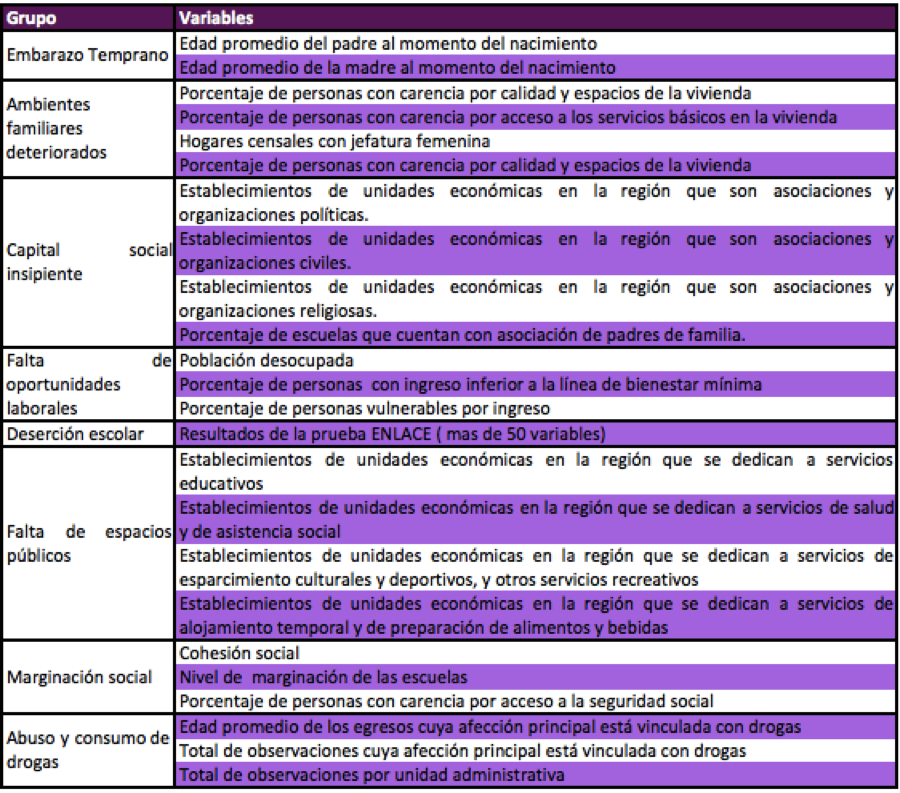 Grupo Variables
Embarazo Temprano
Edad promedio del padre al momento del nacimiento
Edad promedio de la madre al momento del nacimiento
Ambientes
familiares
deteriorados
Porcentaje de personas con carencia por calidad y espacios de la vivienda
Porcentaje de personas con carencia por acceso a los servicios básicos en la vivienda
Hogares censales con jefatura femenina
Porcentaje de personas con carencia por calidad y espacios de la vivienda
Capital social
insipiente
Establecimientos de unidades económicas en la región que son asociaciones y
organizaciones políticas.
Establecimientos de unidades económicas en la región que son asociaciones y
organizaciones civiles.
Establecimientos de unidades económicas en la región que son asociaciones y
organizaciones religiosas.
Porcentaje de escuelas que cuentan con asociación de padres de familia.
Falta de
oportunidades
laborales
Población desocupada
Porcentaje de personas con ingreso inferior a la línea de bienestar mínima
Porcentaje de personas vulnerables por ingreso
Deserción escolar
Resultados de la prueba ENLACE ( mas de 50 variables)
Falta de espacios
públicos
Establecimientos de unidades económicas en la región que se dedican a servicios
educativos
Establecimientos de unidades económicas en la región que se dedican a servicios de salud
y de asistencia social
Establecimientos de unidades económicas en la región que se dedican a servicios de
esparcimiento culturales y deportivos, y otros servicios recreativos
Establecimientos de unidades económicas en la región que se dedican a servicios de
alojamiento temporal y de preparación de alimentos y bebidas
Marginación social
Cohesión social
Nivel de marginación de las escuelas
Porcentaje de personas con carencia por acceso a la seguridad social
Abuso y consumo de
drogas
Edad promedio de los egresos cuya afección principal está vinculada con drogas
Total de observaciones cuya afección principal está vinculada con drogas
Total de observaciones por unidad administrativa